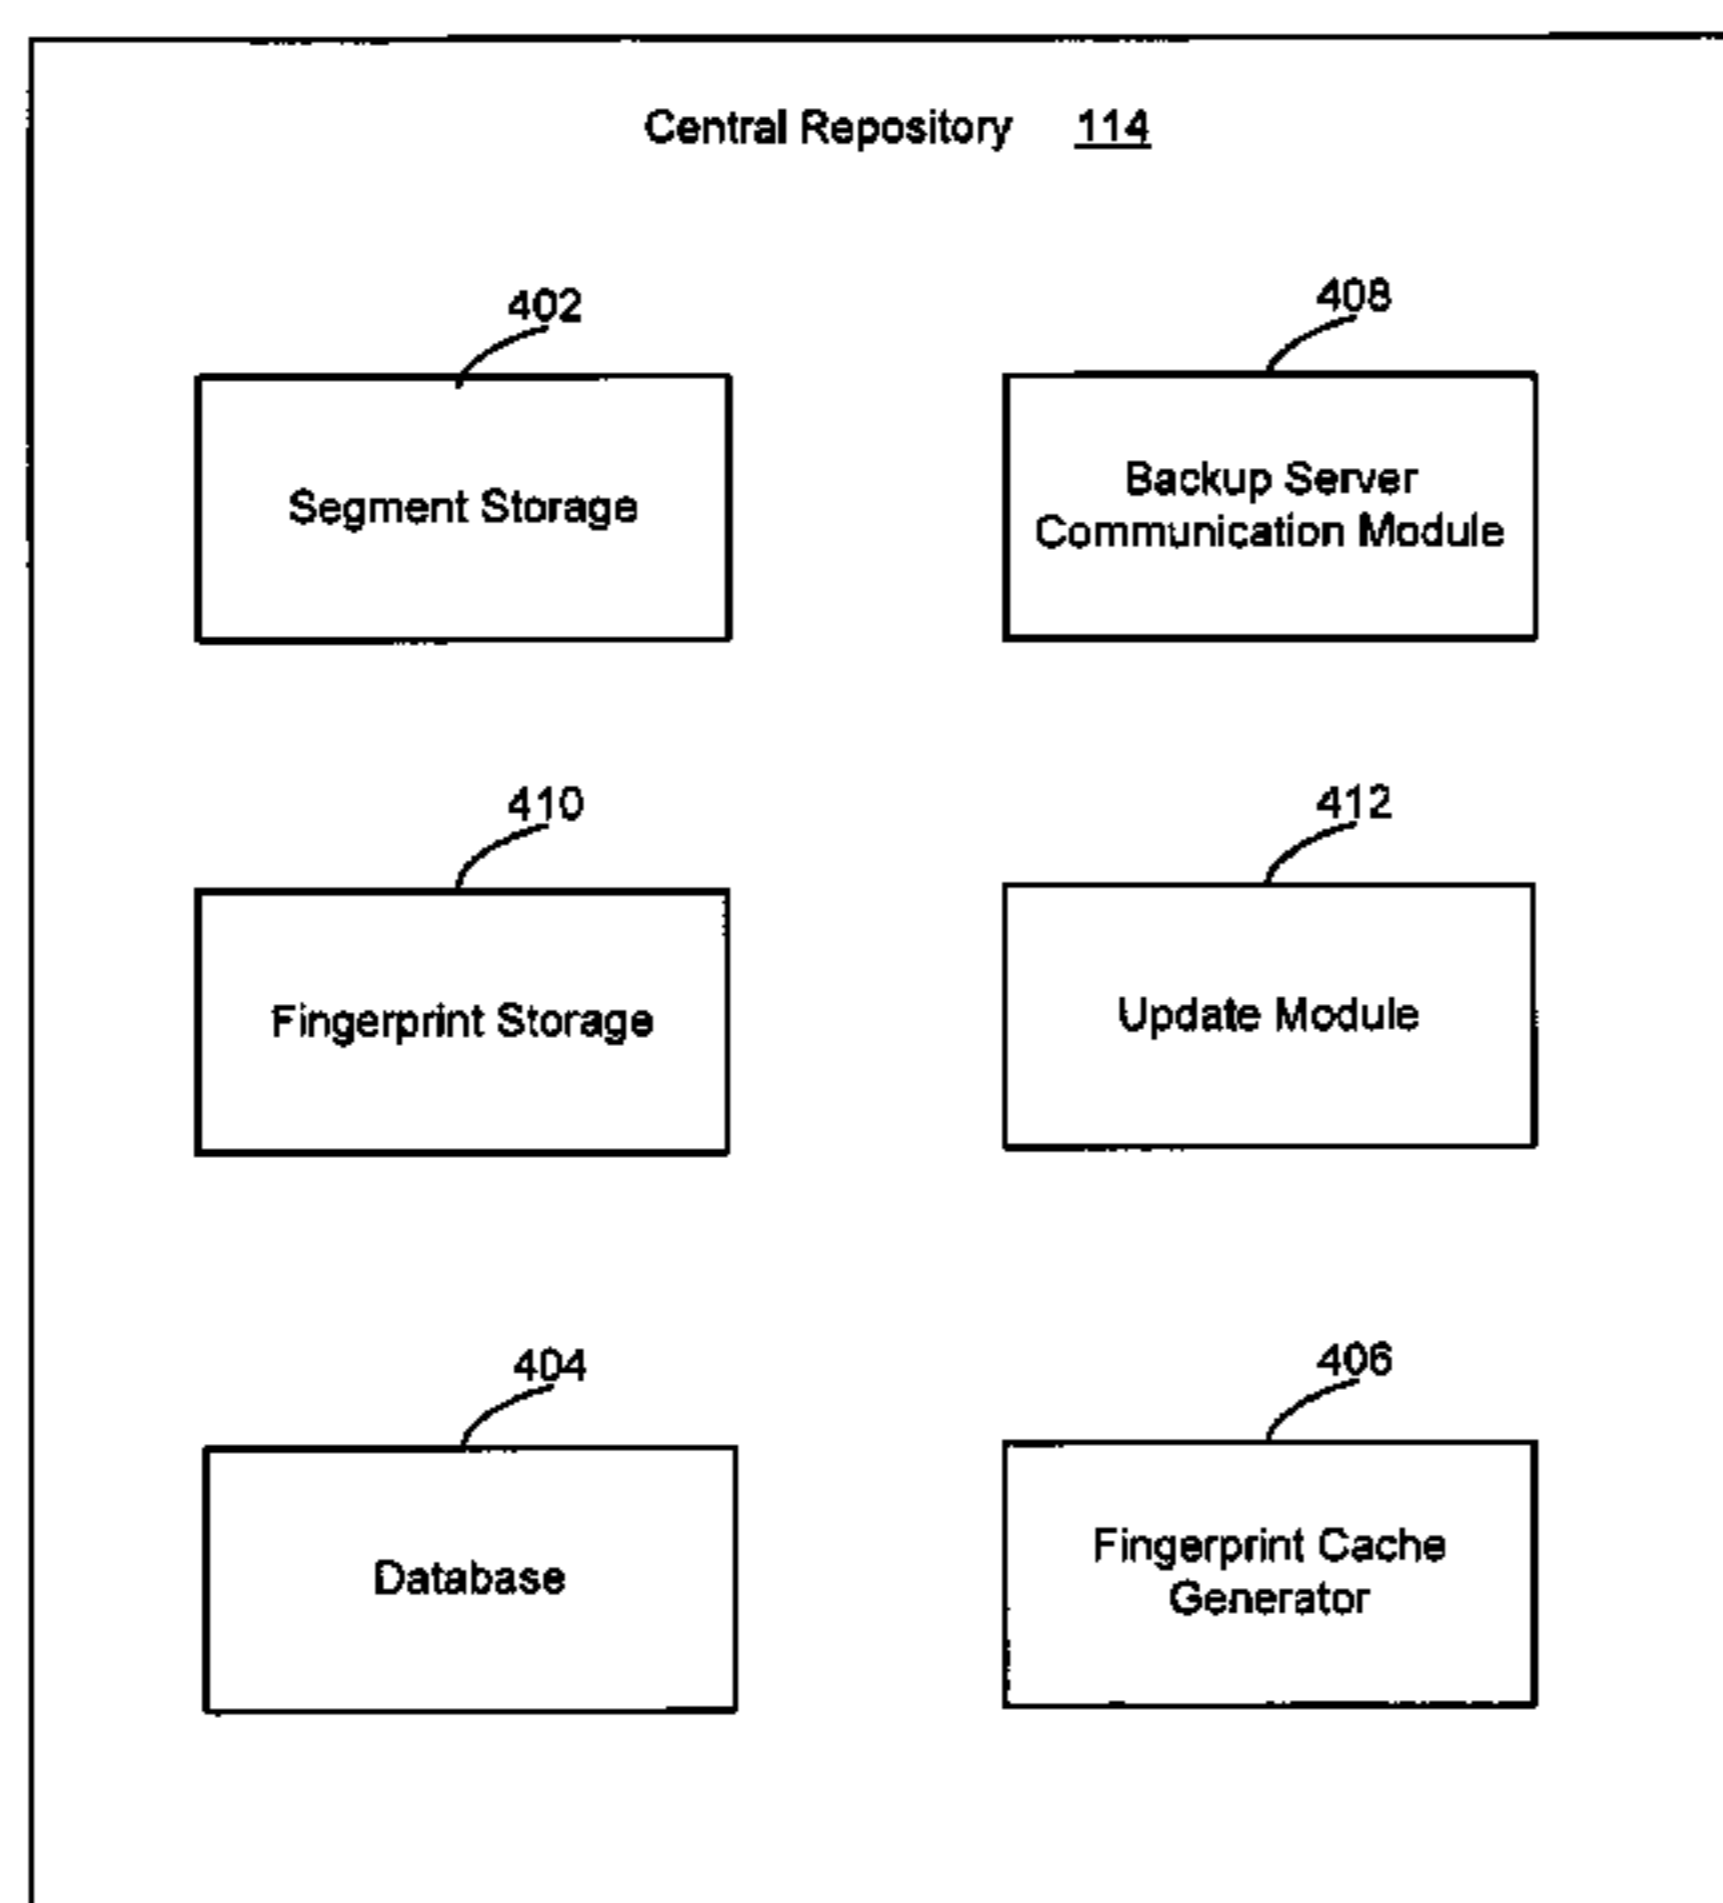 Central Repository 114
402
408
Segment Storage
Backup Server
Communication Module
410
412
Fingerprint Storage
Update Module
404
406
Database
Fingerprint Cache
Generator